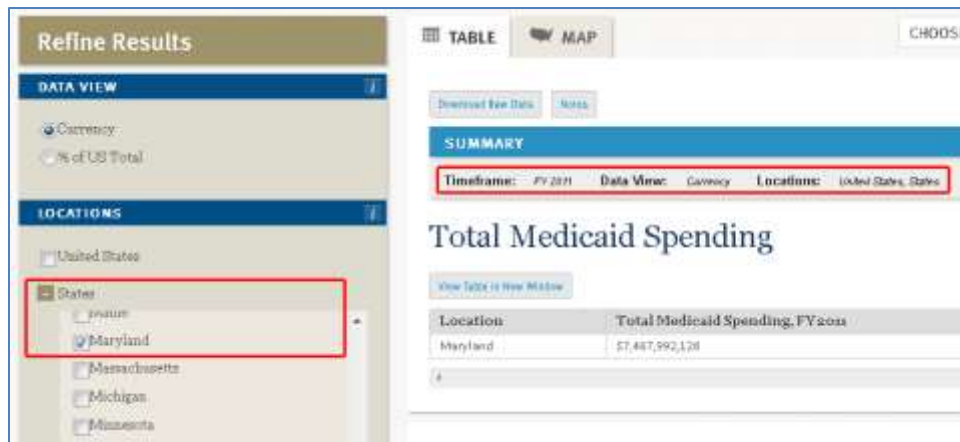 Refine Results
DATA VIEW
Currency
% of US Total
LOCATIONS
United States
States
Maine
Maryland
Massachusetts
Michigan
Minnesota
TABLE
MAP
CHOOS
Download Raw Data
Notes
SUMMARY
Timeframe: FY 2011 Data View: Currency Locations: United States, States
Total Medicaid Spending
View Table in New Window
Location Total Medicaid Spending, FY2011
Maryland $7,467,992,128